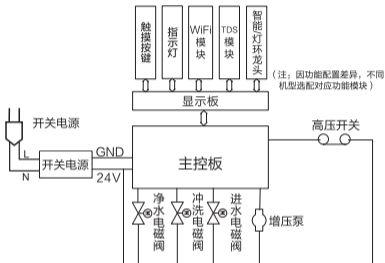 触摸按键
指示灯
WiFi模块
TDS模块
智能/灯环龙头
(注：因功能配置差异，不同
机型选配对应功能模块)
显示板
开关电源
高压开关
L
N
开关电源
GND
24V
主控板
净水电磁阀
冲洗电磁阀
进水电磁阀
增压泵